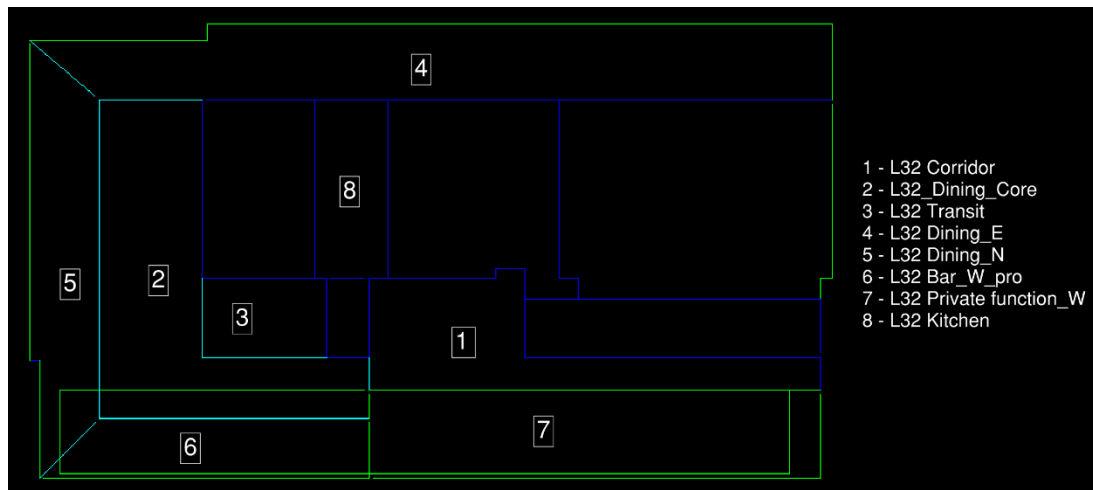 4
8
5
2
3
1
6
7
1 - L32 Corridor
2 - L32_Dining_Core
3 - L32 Transit
4 - L32 Dining_E
5 - L32 Dining_N
6 - L32 Bar_W_pro
7 - L32 Private function_W
8 - L32 Kitchen